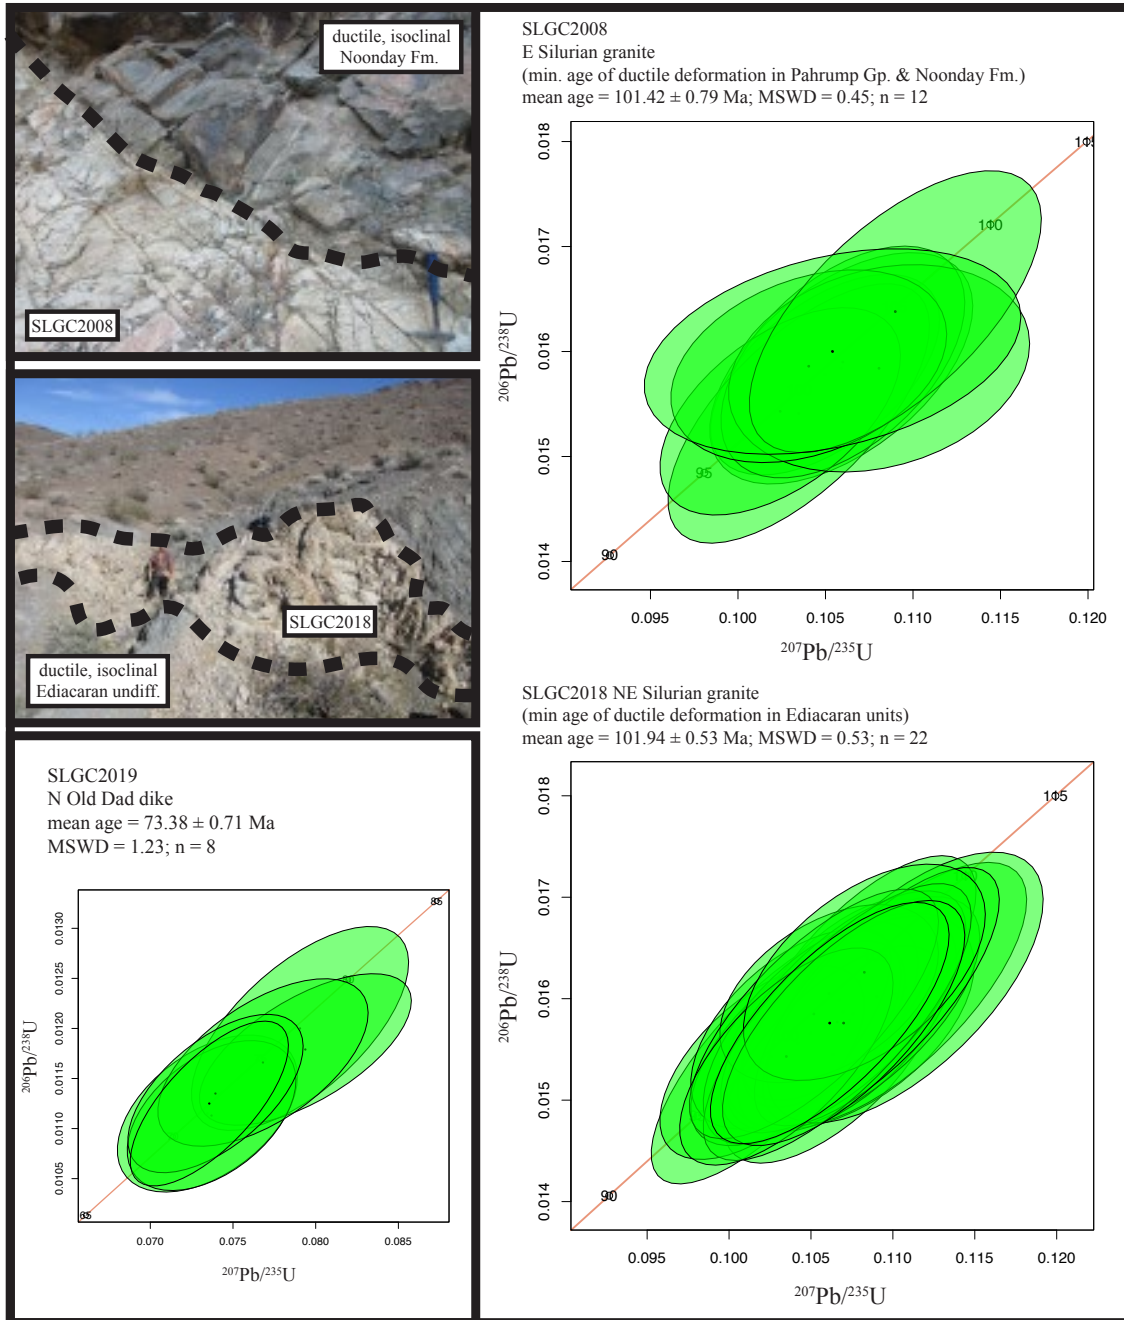 ductile, isoclinal
Noonday Fm.
SLGC2008
SLGC2018
ductile, isoclinal
Ediacaran undiff.
SLGC2019
N Old Dad dike
mean age = 73.38 ± 0.71 Ma
MSWD = 1.23; n = 8
0.0130
0.0125
0.0120
0.0115
0.0110
0.0105
206Pb/238U
85
80
65
0.070 0.075 0.080 0.085
207Pb/235U
SLGC2008
E Silurian granite
(min. age of ductile deformation in Pahrump Gp. & Noonday Fm.)
mean age = 101.42 ± 0.79 Ma; MSWD = 0.45; n = 12
0.018
0.017
0.016
0.015
0.014
206Pb/238U
115
110
95
90
0.095 0.100 0.105 0.110 0.115 0.120
207Pb/235U
SLGC2018 NE Silurian granite
(min age of ductile deformation in Ediacaran units)
mean age = 101.94 ± 0.53 Ma; MSWD = 0.53; n = 22
0.018
0.017
0.016
0.015
0.014
206Pb/238U
115
90
0.095 0.100 0.105 0.110 0.115 0.120
207Pb/235U